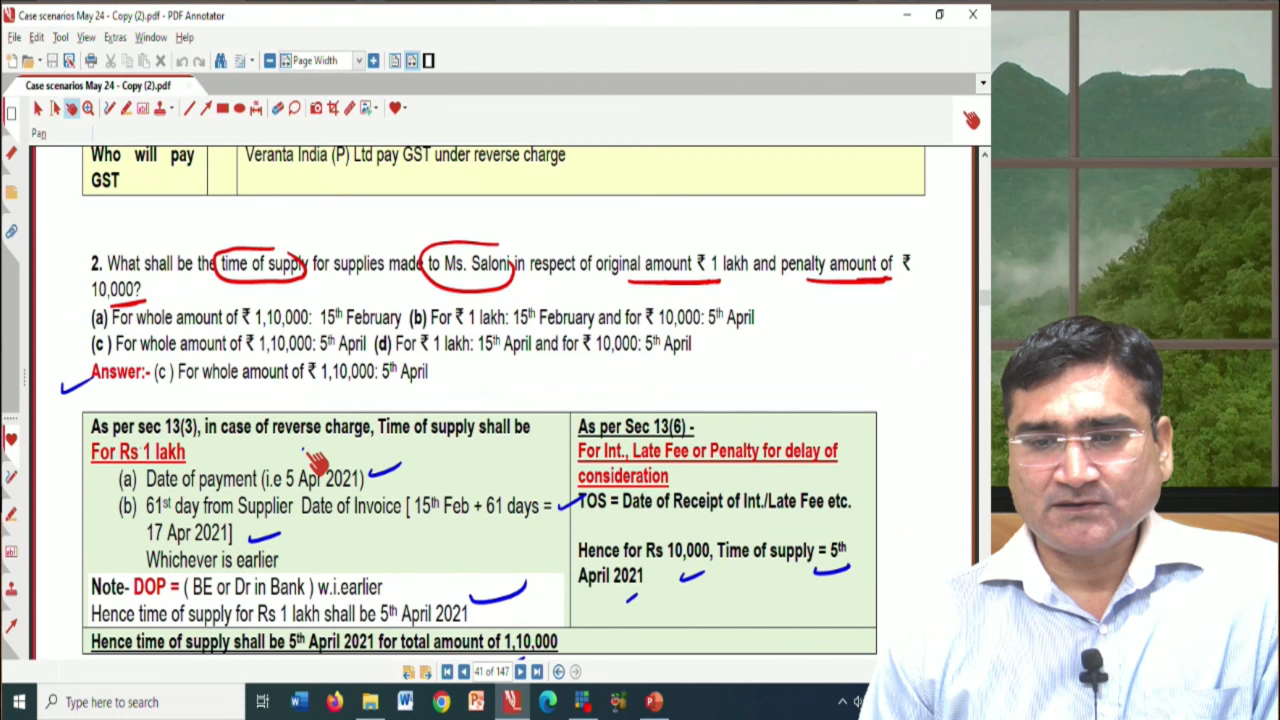 Case scenarios May 24 - Copy (2).pdf - PDF Annotator
File Edit Tool View Extras Window Help
Page Width
Case scenarios May 24 - Copy (2).pdf
Pan
Who will pay GST
Veranta India (P) Ltd pay GST under reverse charge
2. What shall be the time of supply for supplies made to Ms. Saloni in respect of original amount ₹ 1 lakh and penalty amount of ₹
10,000?
(a) For whole amount of ₹ 1,10,000: 15th February (b) For ₹ 1 lakh: 15th February and for ₹ 10,000: 5th April
(c ) For whole amount of ₹ 1,10,000: 5th April (d) For ₹ 1 lakh: 15th April and for ₹ 10,000: 5th April
Answer:- (c ) For whole amount of ₹ 1,10,000: 5th April
As per sec 13(3), in case of reverse charge, Time of supply shall be
For Rs 1 lakh
(a) Date of payment (i.e 5 Apr 2021)
(b) 61st day from Supplier Date of Invoice [ 15th Feb + 61 days =
17 Apr 2021]
Whichever is earlier
Note- DOP = ( BE or Dr in Bank ) w.i.earlier
Hence time of supply for Rs 1 lakh shall be 5th April 2021
As per Sec 13(6) -
For Int., Late Fee or Penalty for delay of
consideration
TOS = Date of Receipt of Int./Late Fee etc.
Hence for Rs 10,000, Time of supply = 5th
April 2021
Hence time of supply shall be 5th April 2021 for total amount of 1,10,000
41 of 147
Type here to search